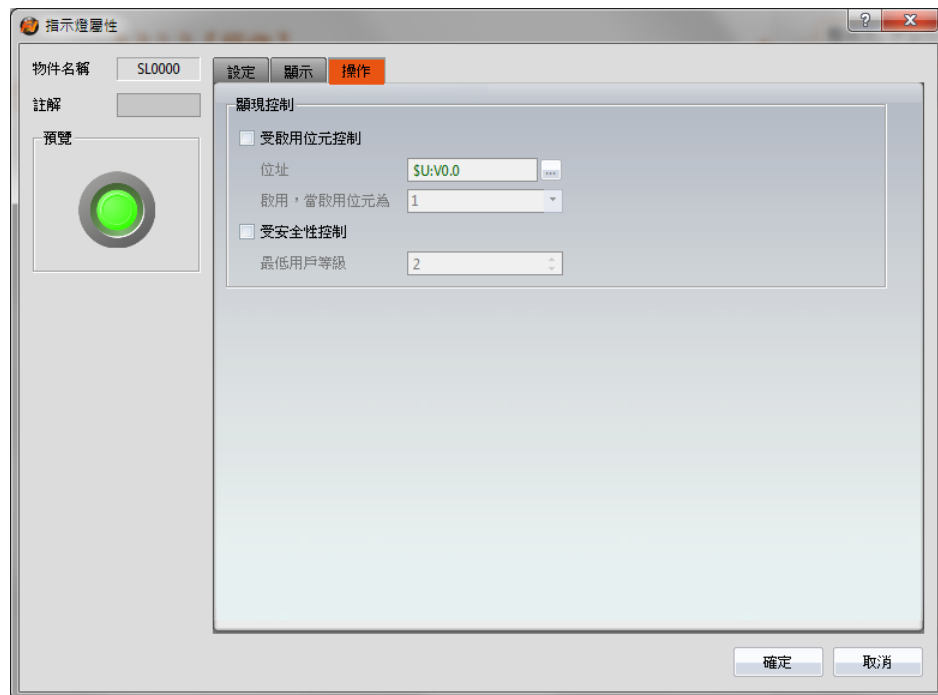 指示燈屬性
物件名稱 SL0000
註解
預覽
設定 顯示 操作
顯現控制
受啟用位元控制
位址 $U:V0.0 ...
啟用，當啟用位元為 1
受安全性控制
最低用戶等級 2
確定 取消